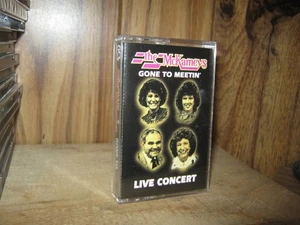 the McKameys
GONE TO MEETIN'
LIVE CONCERT